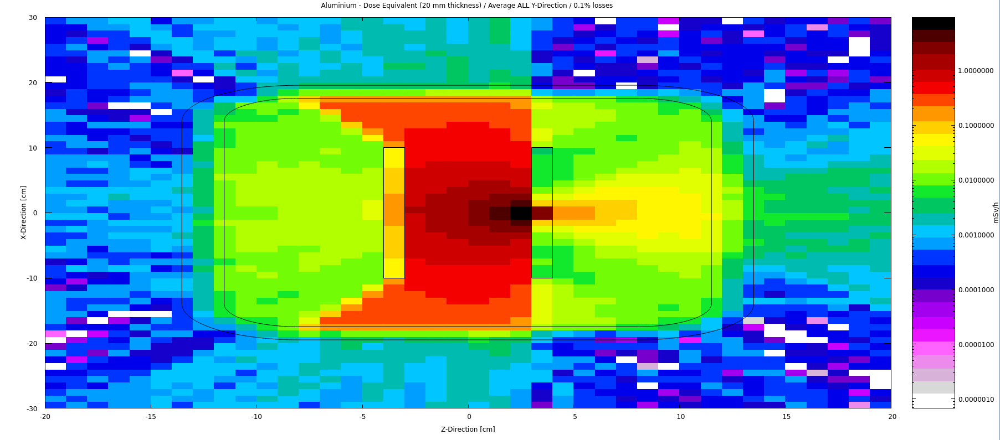 Aluminium - Dose Equivalent (20 mm thickness) / Average ALL Y-Direction / 0.1% losses
30
20
10
0
-10
-20
-30
X-Direction [cm]
-20 -15 -10 -5 0 5 10 15 20
Z-Direction [cm]
1.0000000
0.1000000
0.0100000
0.0010000
0.0001000
0.0000100
0.0000010
mSv/h